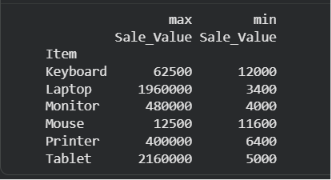 max min
Sale_Value Sale_Value
Item
Keyboard 62500 12000
Laptop 1960000 3400
Monitor 480000 4000
Mouse 12500 11600
Printer 400000 6400
Tablet 2160000 5000